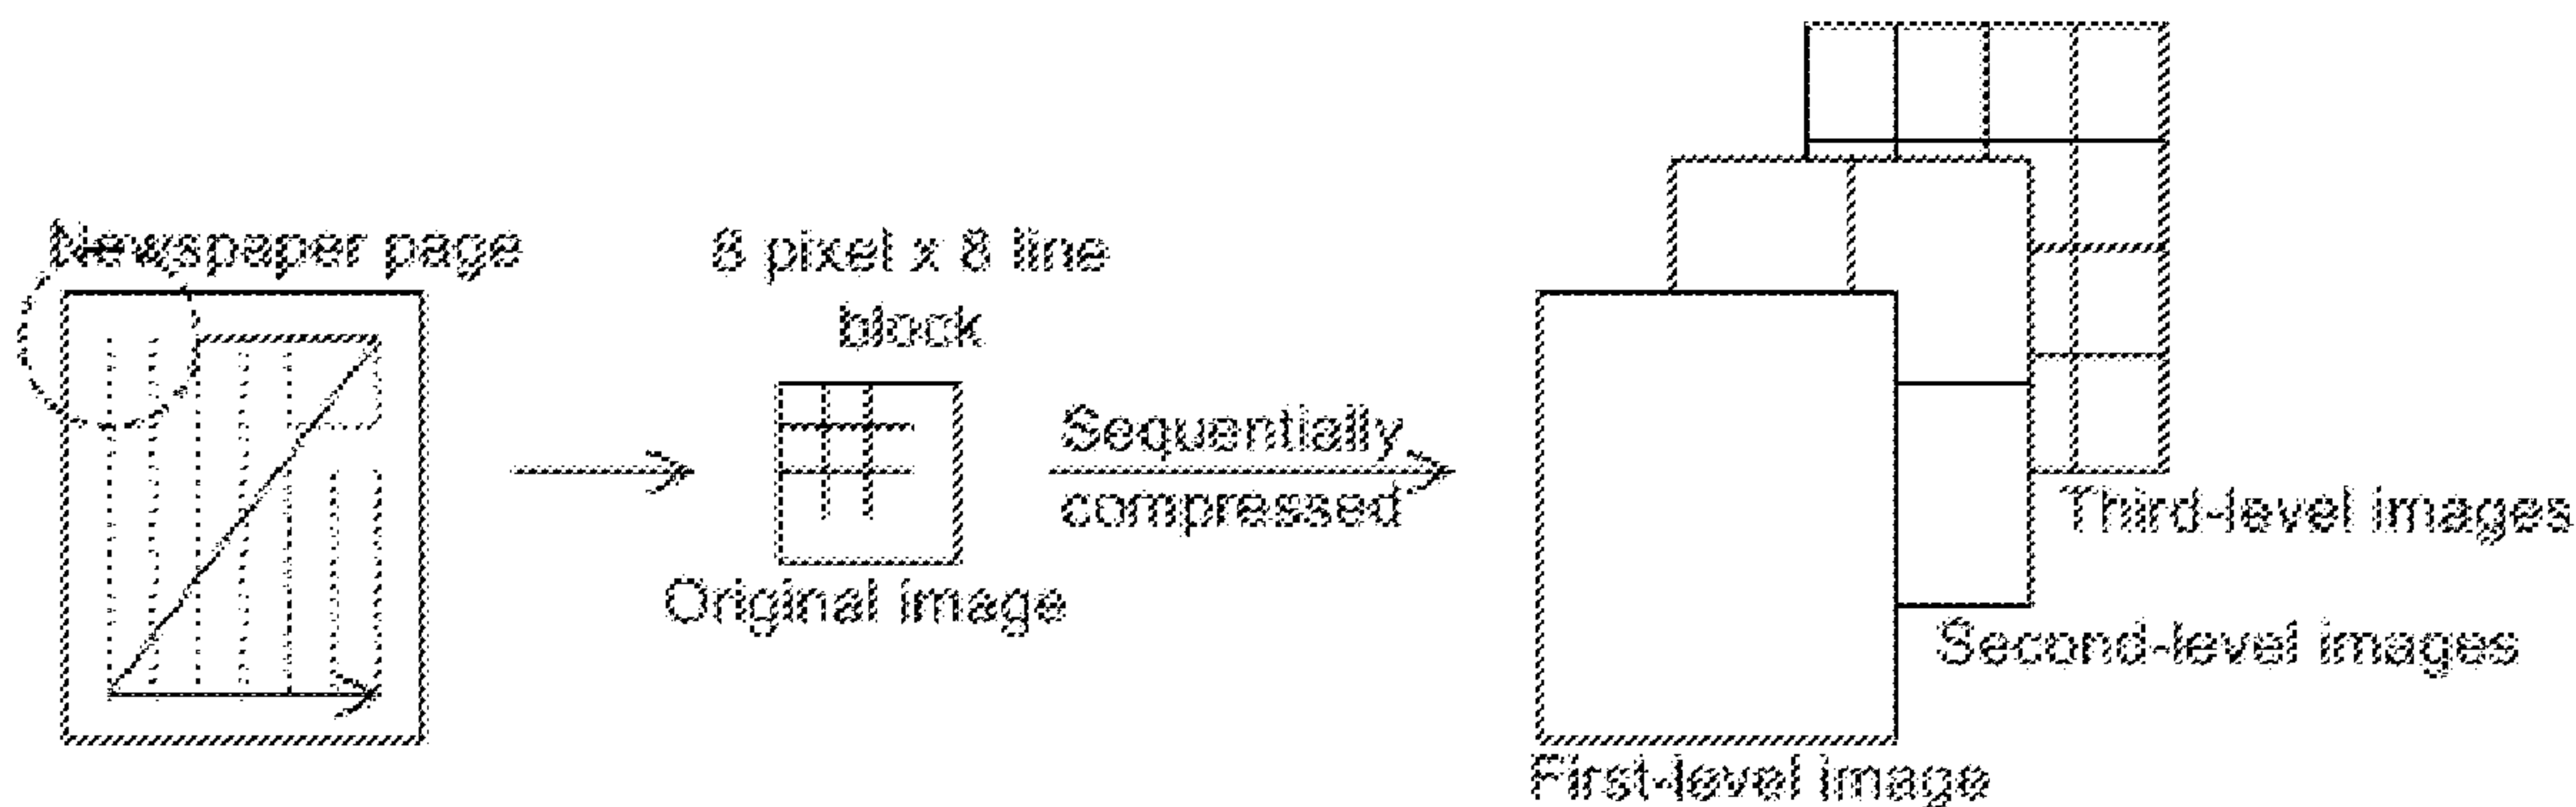 Newspaper page
8 pixel x 8 line
block
Original image
Sequentially
compressed
Third-level images
Second-level images
First-level image